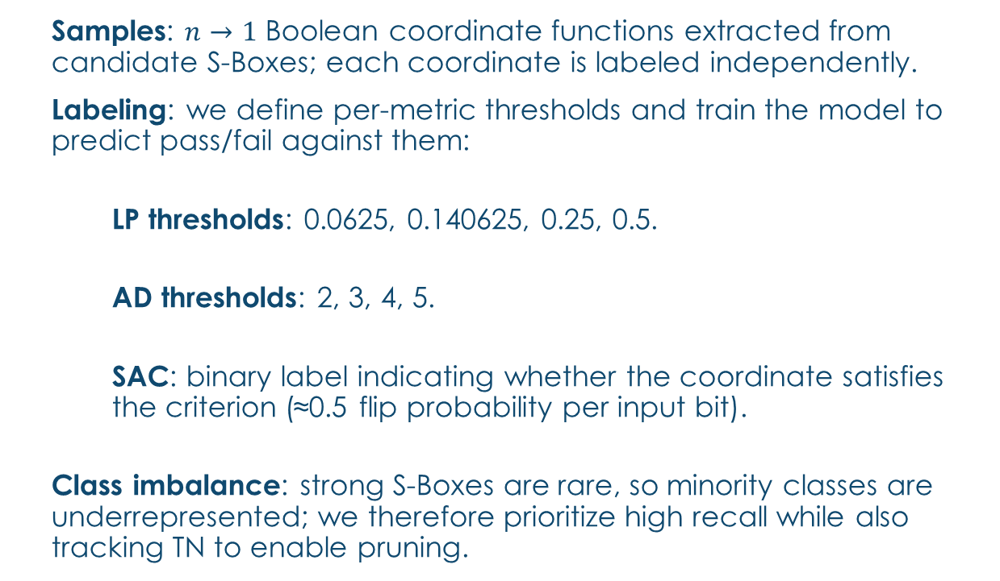 Samples: n → 1 Boolean coordinate functions extracted from
candidate S-Boxes; each coordinate is labeled independently.
Labeling: we define per-metric thresholds and train the model to
predict pass/fail against them:
LP thresholds: 0.0625, 0.140625, 0.25, 0.5.
AD thresholds: 2, 3, 4, 5.
SAC: binary label indicating whether the coordinate satisfies
the criterion (≈0.5 flip probability per input bit).
Class imbalance: strong S-Boxes are rare, so minority classes are
underrepresented; we therefore prioritize high recall while also
tracking TN to enable pruning.